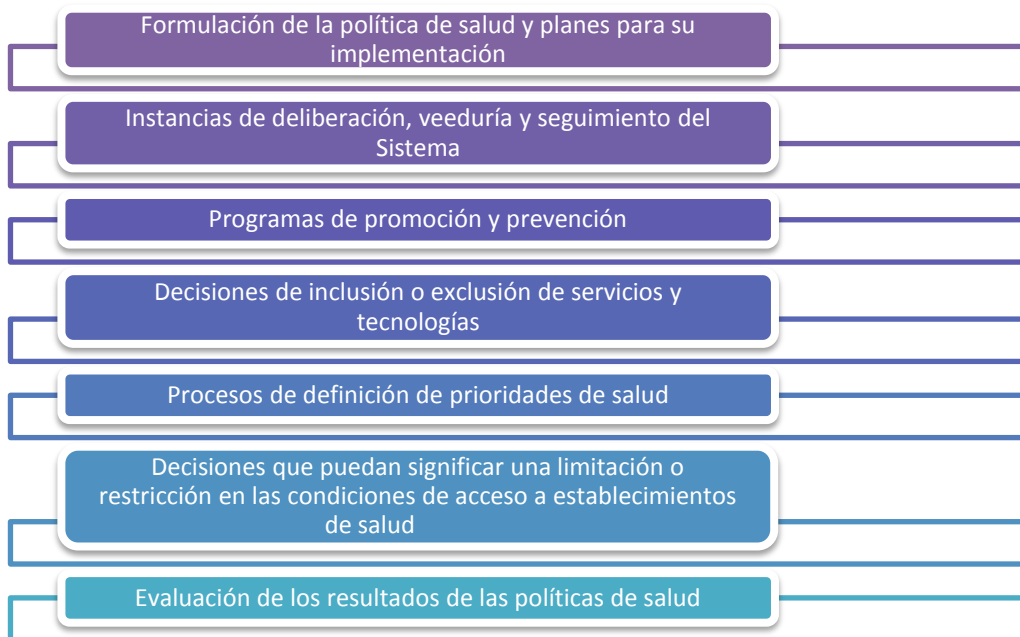 Formulación de la política de salud y planes para su
implementación
Instancias de deliberación, veeduría y seguimiento del
Sistema
Programas de promoción y prevención
Decisiones de inclusión o exclusión de servicios y
tecnologías
Procesos de definición de prioridades de salud
Decisiones que puedan significar una limitación o
restricción en las condiciones de acceso a establecimientos
de salud
Evaluación de los resultados de las políticas de salud